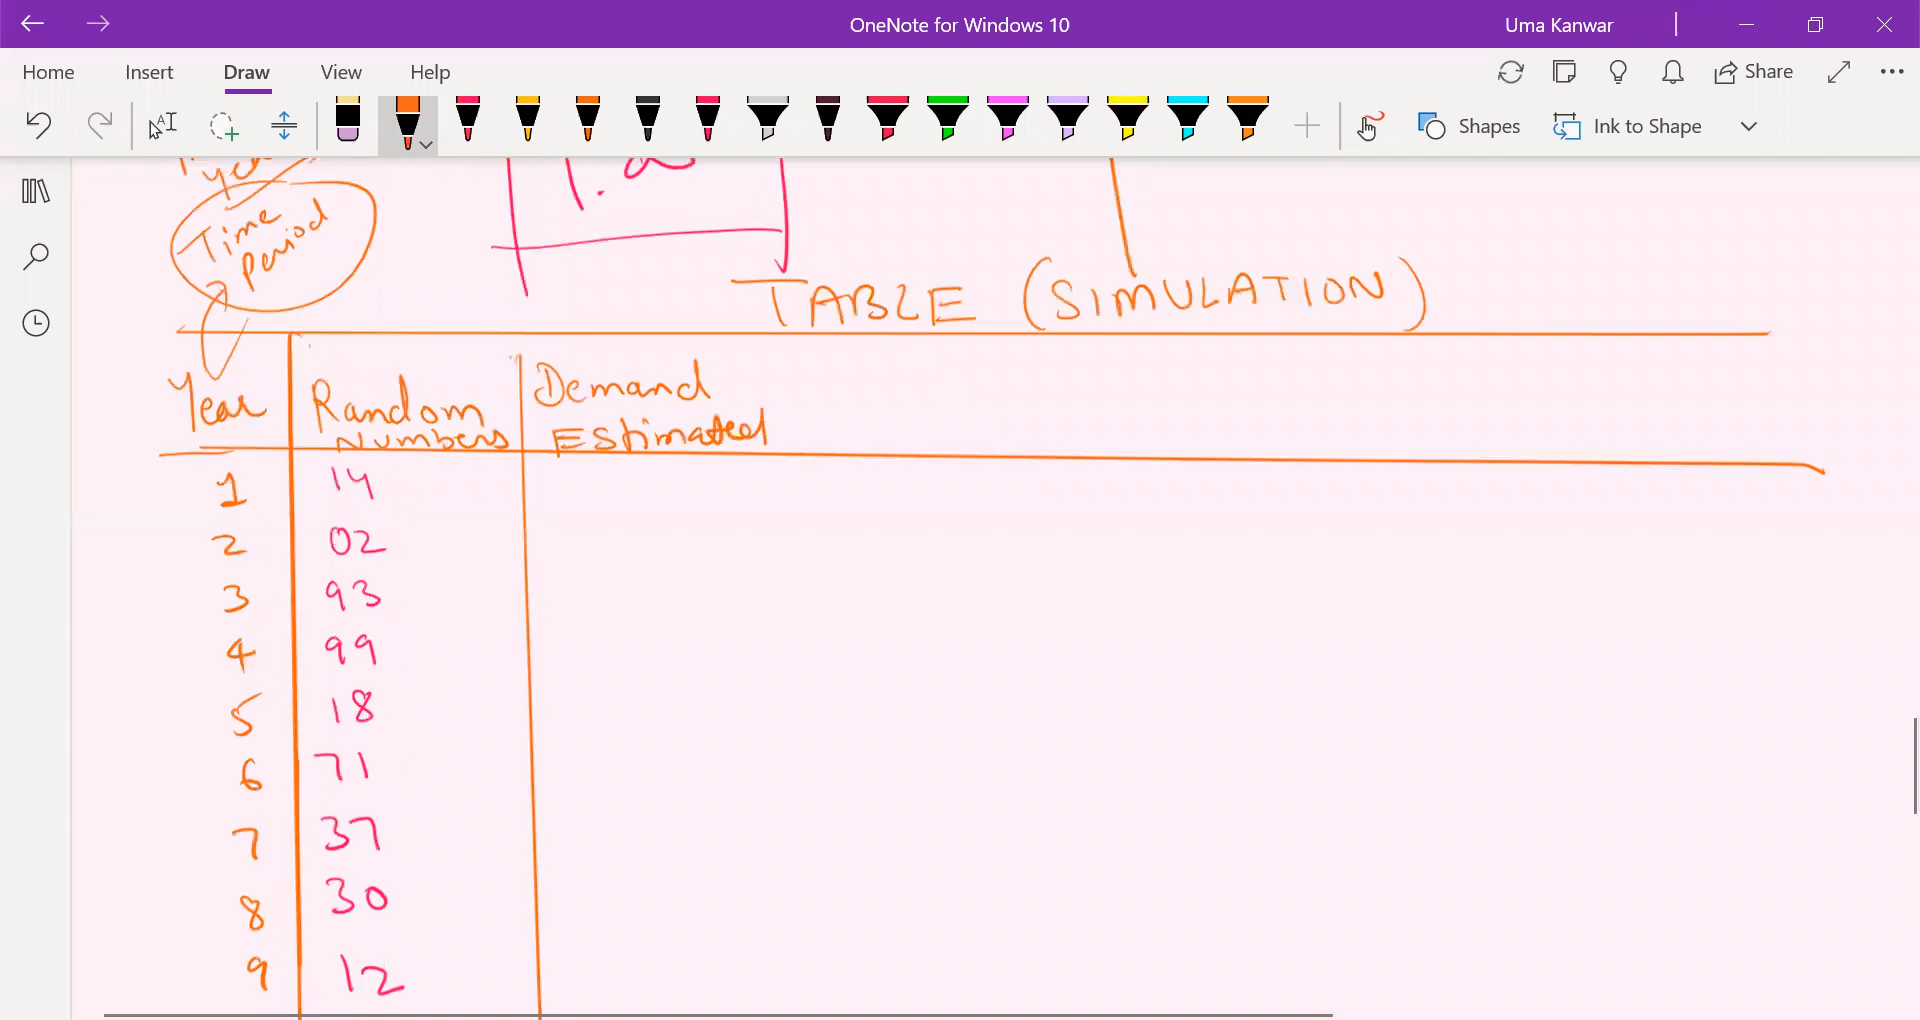 OneNote for Windows 10
Uma Kanwar
Home Insert Draw View Help
Share
Shapes
Ink to Shape
Time
period
TABLE (SIMULATION)
Year Random Numbers Demand Estimated
1 14
2 02
3 93
4 99
5 18
6 71
7 37
8 30
9 12